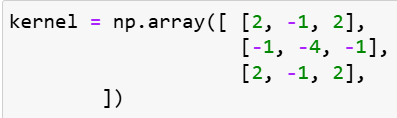 kernel = np.array([ [2, -1, 2],
[-1, -4, -1],
[2, -1, 2],
])